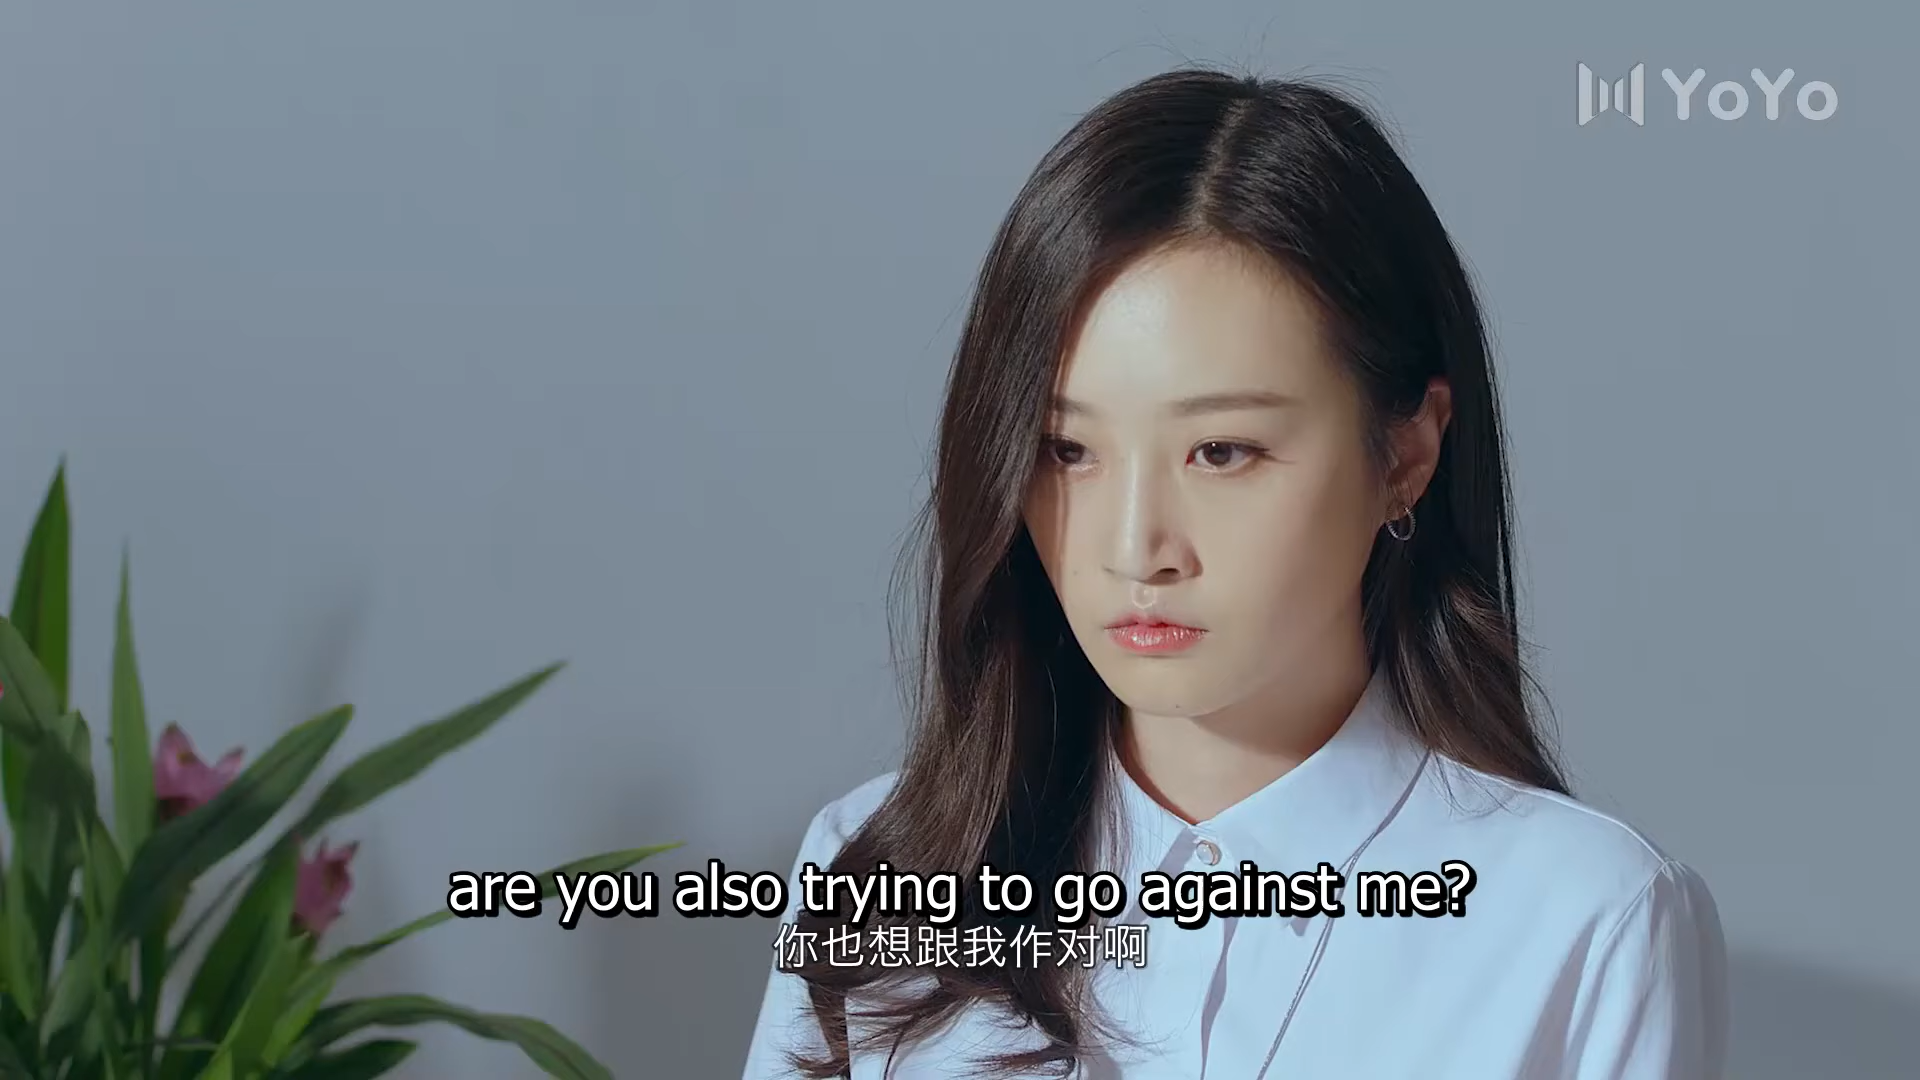 YoYo
are you also trying to go against me?
你也想跟我作对啊